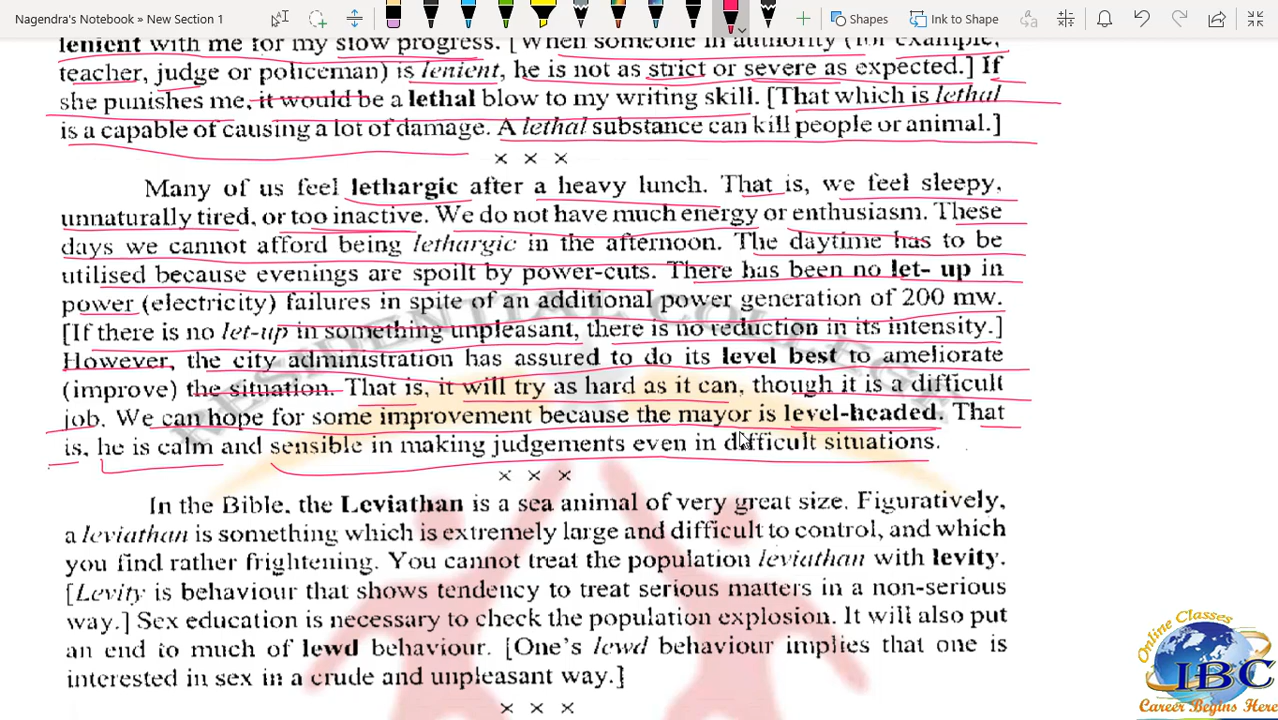 Nagendra's Notebook » New Section 1
Shapes
Ink to Shape
lenient with me for my slow progress. [When someone in authority (for example,
teacher, judge or policeman) is lenient, he is not as strict or severe as expected.] If
she punishes me, it would be a lethal blow to my writing skill. [That which is lethal
is a capable of causing a lot of damage. A lethal substance can kill people or animal.]
× × ×
Many of us feel lethargic after a heavy lunch. That is, we feel sleepy,
unnaturally tired, or too inactive. We do not have much energy or enthusiasm. These
days we cannot afford being lethargic in the afternoon. The daytime has to be
utilised because evenings are spoilt by power-cuts. There has been no let- up in
power (electricity) failures in spite of an additional power generation of 200 mw.
[If there is no let-up in something unpleasant, there is no reduction in its intensity.]
However, the city administration has assured to do its level best to ameliorate
(improve) the situation. That is, it will try as hard as it can, though it is a difficult
job. We can hope for some improvement because the mayor is level-headed. That
is, he is calm and sensible in making judgements even in difficult situations.
× × ×
In the Bible, the Leviathan is a sea animal of very great size. Figuratively,
a leviathan is something which is extremely large and difficult to control, and which
you find rather frightening. You cannot treat the population leviathan with levity.
[Levity is behaviour that shows tendency to treat serious matters in a non-serious
way.] Sex education is necessary to check the population explosion. It will also put
an end to much of lewd behaviour. [One's lewd behaviour implies that one is
interested in sex in a crude and unpleasant way.]
× × ×
RESIDENTIAL COLLEGE
Online Classes
IBC
Career Begins Here